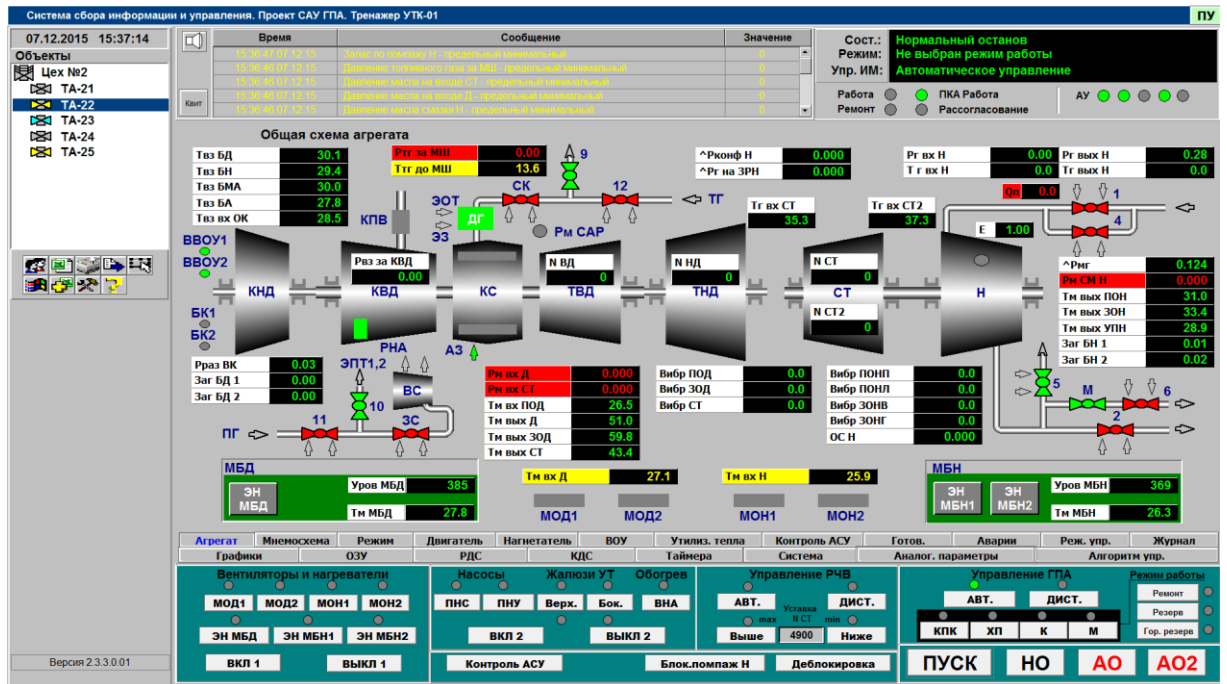 Система сбора информации и управления. Проект САУ ГПА. Тренажер УТК-01
ПУ
07.12.2015 15:37:14
Объекты
Цех №2
ТА-21
ТА-22
ТА-23
ТА-24
ТА-25
Версия 2.3.3.0.01
Время Сообщение Значение
15:36:47 07.12.15 Запас по помпажу Н - предельный минимальный 0
15:36:46 07.12.15 Давление топливного газа за МШ - предельный минимальный 0
15:36:46 07.12.15 Давление масла на входе СТ - предельный минимальный 0
15:36:46 07.12.15 Давление масла на входе Д - предельный минимальный 0
15:36:46 07.12.15 Давление масла смазки Н - предельный минимальный 0
Квит
Сост.: Нормальный останов
Режим: Не выбран режим работы
Упр. ИМ: Автоматическое управление
Работа ПКА Работа АУ
Ремонт Рассогласование
Общая схема агрегата
Tвз БД 30.1
Tвз БН 29.4
Tвз БМА 30.0
Tвз БА 27.8
Tвз вх ОК 28.5
Pтг за МШ 0.00
Tтг до МШ 13.6
9
СК
12
ТГ
ЭОТ
ДГ
ЭЗ
КПВ
Рм САР
^Рконф Н 0.000
^Рг на ЗРН 0.000
Рг вх Н 0.00 Рг вых Н 0.28
Т г вх Н 0.0 Тг вых Н 0.0
Тг вх СТ
35.3
Тг вх СТ2
37.3
Qп 0.0
1
4
E 1.00
ВВОУ1
ВВОУ2
БК1
БК2
КНД
Рвз за КВД
0.00
КВД
КС
N ВД
0
ТВД
N НД
0
ТНД
N СТ
0
СТ
N СТ2
0
Н
^Рмг 0.124
Рм СМ Н 0.000
Тм вых ПОН 31.0
Тм вых ЗОН 33.4
Тм вых УПН 28.9
Заг БН 1 0.01
Заг БН 2 0.02
РНА
АЗ
ЭПТ1,2
Рраз ВК 0.03
Заг БД 1 0.00
Заг БД 2 0.00
ВС
10
11
ЗС
ПГ
Рм вх Д 0.000
Рм вх СТ 0.000
Тм вх ПОД 26.5
Тм вых Д 51.0
Тм вых ЗОД 59.8
Тм вых СТ 43.4
Вибр ПОД 0.0
Вибр ЗОД 0.0
Вибр СТ 0.0
Вибр ПОНП 0.0
Вибр ПОНЛ 0.0
Вибр ЗОНВ 0.0
Вибр ЗОНГ 0.0
ОС Н 0.000
5
М
6
2
МБД
ЭН МБД
Уров МБД 385
Тм МБД 27.8
Тм вх Д 27.1
Тм вх Н 25.9
МОД1 МОД2 МОН1 МОН2
МБН
ЭН МБН1
ЭН МБН2
Уров МБН 369
Тм МБН 26.3
Агрегат Мнемосхема Режим Двигатель Нагнетатель ВОУ Утилиз. тепла Контроль АСУ Готов. Аварии Реж. упр. Журнал
Графики ОЗУ РДС КДС Таймера Система Аналог. параметры Алгоритм упр.
Вентиляторы и нагреватели
МОД1 МОД2 МОН1 МОН2
ЭН МБД ЭН МБН1 ЭН МБН2
ВКЛ 1 ВЫКЛ 1
Насосы Жалюзи УТ Обогрев
ПНС ПНУ Верх. Бок. ВНА
ВКЛ 2 ВЫКЛ 2
Управление РЧВ
АВТ. ДИСТ.
Уставка
max N СТ min
Выше 4900 Ниже
Контроль АСУ Блок.помпаж Н Деблокировка
Управление ГПА
АВТ. ДИСТ.
КПК ХП К М
Режим работы
Ремонт
Резерв
Гор. резерв
ПУСК НО АО АО2